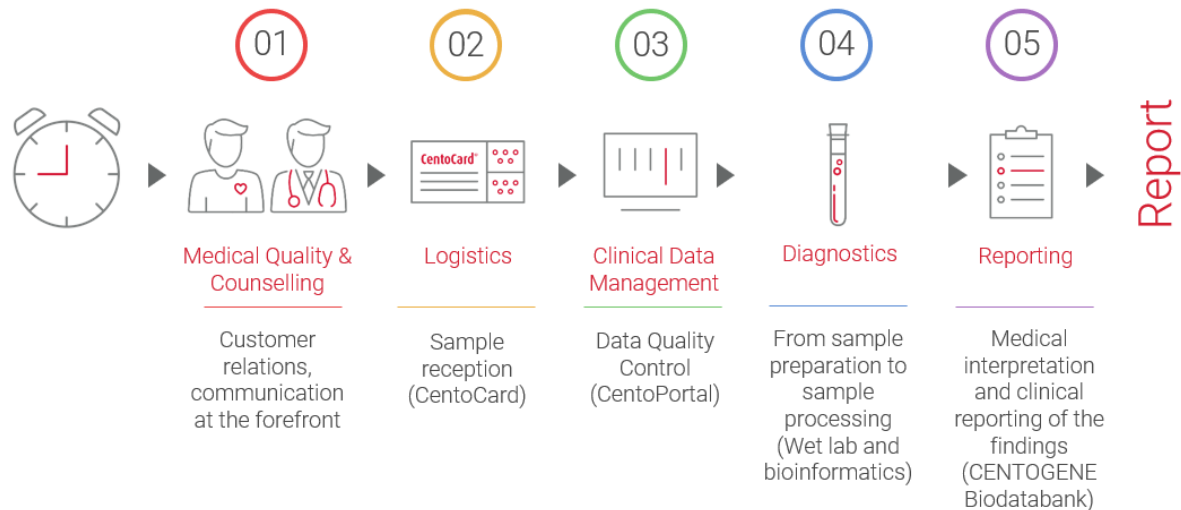 01
02
03
04
05
CentoCard®
Report
Medical Quality &
Counselling
Logistics
Clinical Data
Management
Diagnostics
Reporting
Customer
relations,
communication
at the forefront
Sample
reception
(CentoCard)
Data Quality
Control
(CentoPortal)
From sample
preparation to
sample
processing
(Wet lab and
bioinformatics)
Medical
interpretation
and clinical
reporting of the
findings
(CENTOGENE
Biodatabank)